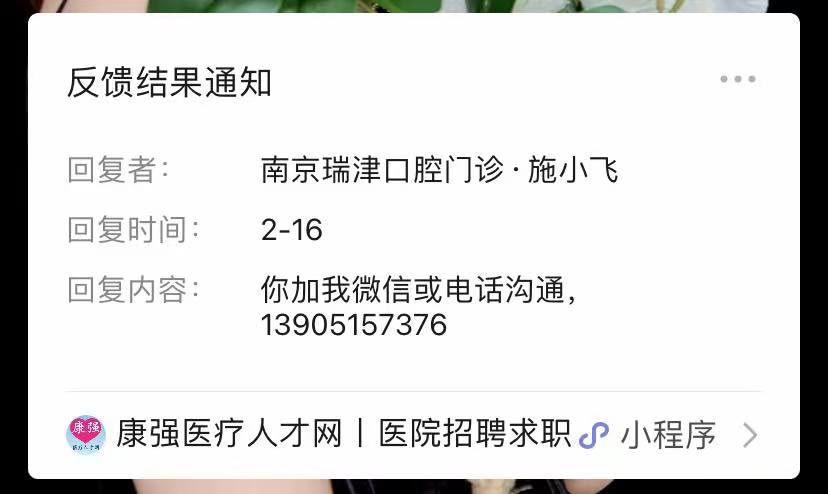 反馈结果通知
回复者： 南京瑞津口腔门诊·施小飞
回复时间： 2-16
回复内容： 你加我微信或电话沟通，
13905157376
康强
医疗人才网
康强医疗人才网丨医院招聘求职 小程序